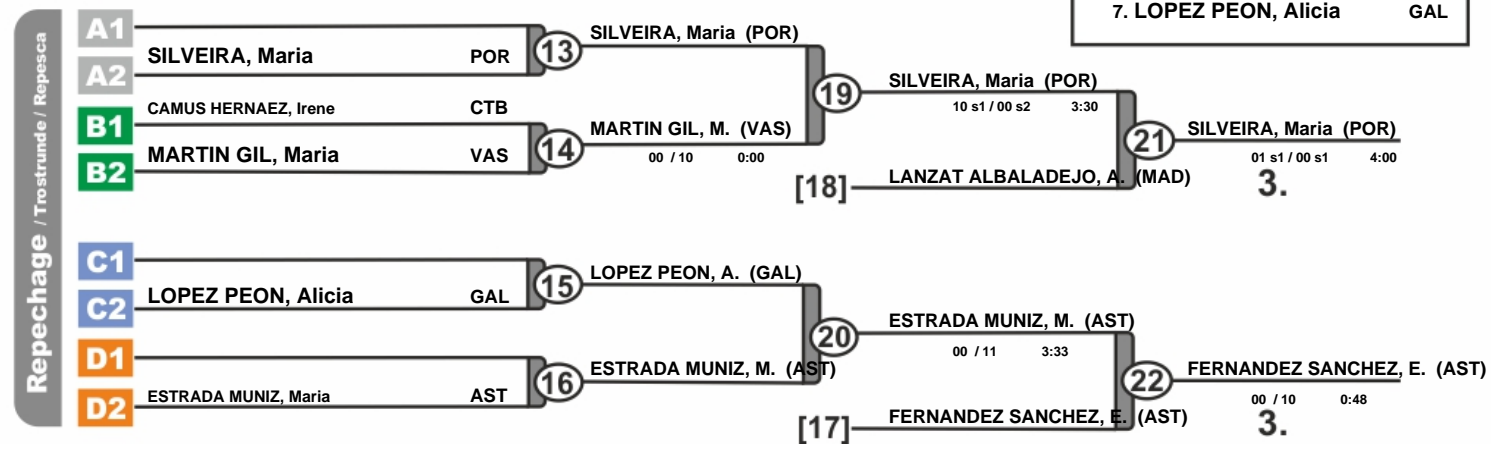 7. LOPEZ PEON, Alicia GAL
Repechage / Trostrunde / Repesca
A1
A2
SILVEIRA, Maria POR
13
SILVEIRA, Maria (POR)
B1
CAMUS HERNAEZ, Irene CTB
B2
MARTIN GIL, Maria VAS
14
MARTIN GIL, M. (VAS)
00 / 10 0:00
19
SILVEIRA, Maria (POR)
10 s1 / 00 s2 3:30
[18]
LANZAT ALBALADEJO, A. (MAD)
21
SILVEIRA, Maria (POR)
01 s1 / 00 s1 4:00
3.
C1
C2
LOPEZ PEON, Alicia GAL
15
LOPEZ PEON, A. (GAL)
D1
D2
ESTRADA MUNIZ, Maria AST
16
ESTRADA MUNIZ, M. (AST)
20
ESTRADA MUNIZ, M. (AST)
00 / 11 3:33
[17]
FERNANDEZ SANCHEZ, E. (AST)
22
FERNANDEZ SANCHEZ, E. (AST)
00 / 10 0:48
3.